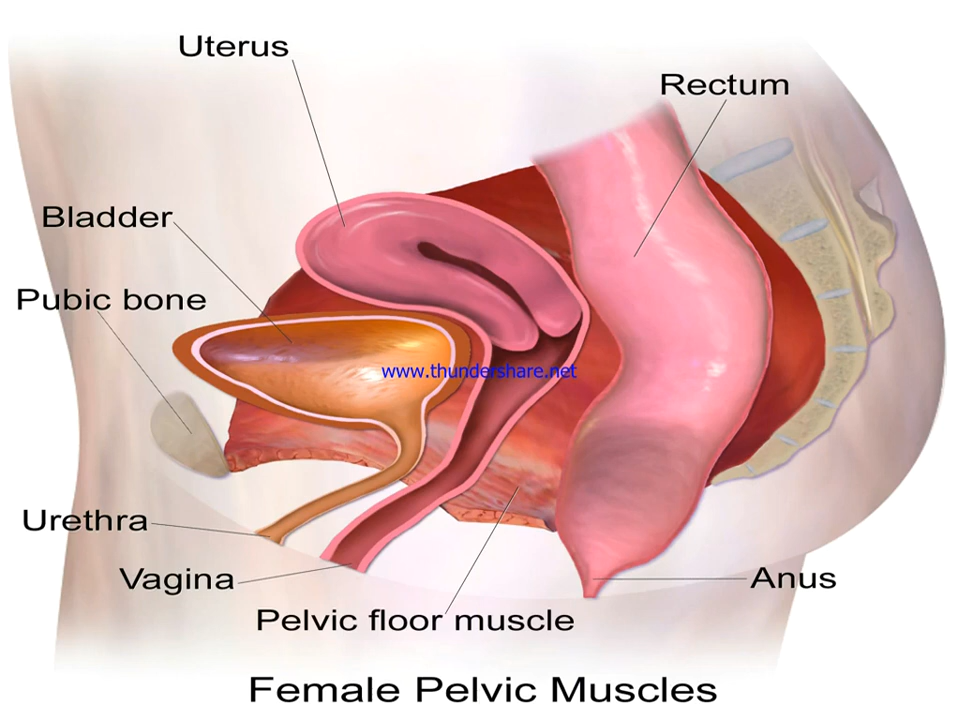 Uterus
Rectum
Bladder
Pubic bone
www.thundershare.net
Urethra
Vagina
Anus
Pelvic floor muscle
Female Pelvic Muscles